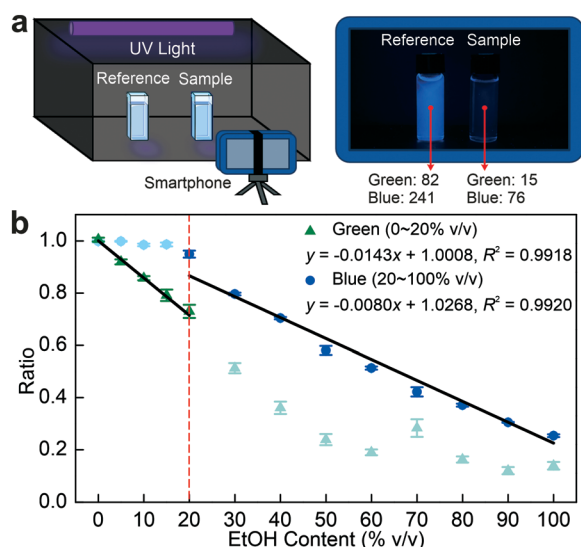 a
UV Light
Reference
Sample
Smartphone
Reference
Sample
Green: 82
Blue: 241
Green: 15
Blue: 76
b
Green (0~20% v/v)
y = -0.0143x + 1.0008, R² = 0.9918
Blue (20~100% v/v)
y = -0.0080x + 1.0268, R² = 0.9920
Ratio
1.0
0.8
0.6
0.4
0.2
0.0
0 10 20 30 40 50 60 70 80 90 100
EtOH Content (% v/v)